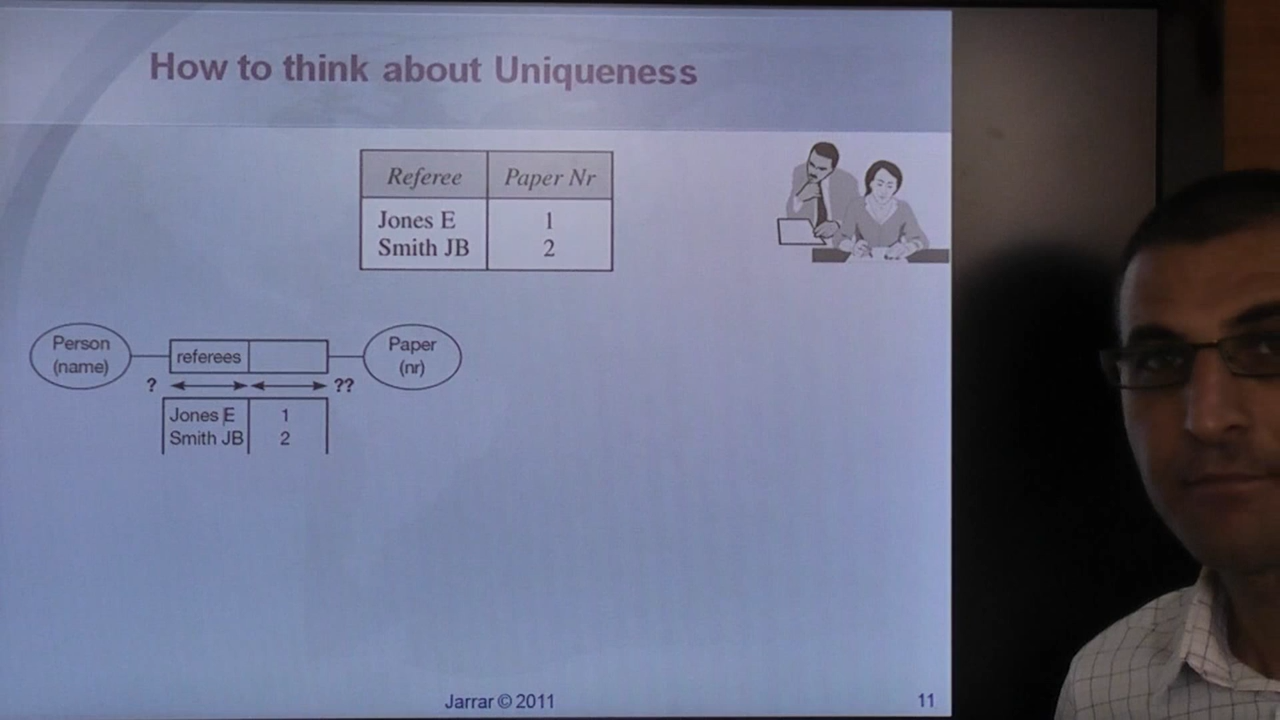 How to think about Uniqueness
Referee Paper Nr
Jones E 1
Smith JB 2
Person
(name)
referees
Paper
(nr)
? ??
Jones E 1
Smith JB 2
Jarrar © 2011
11